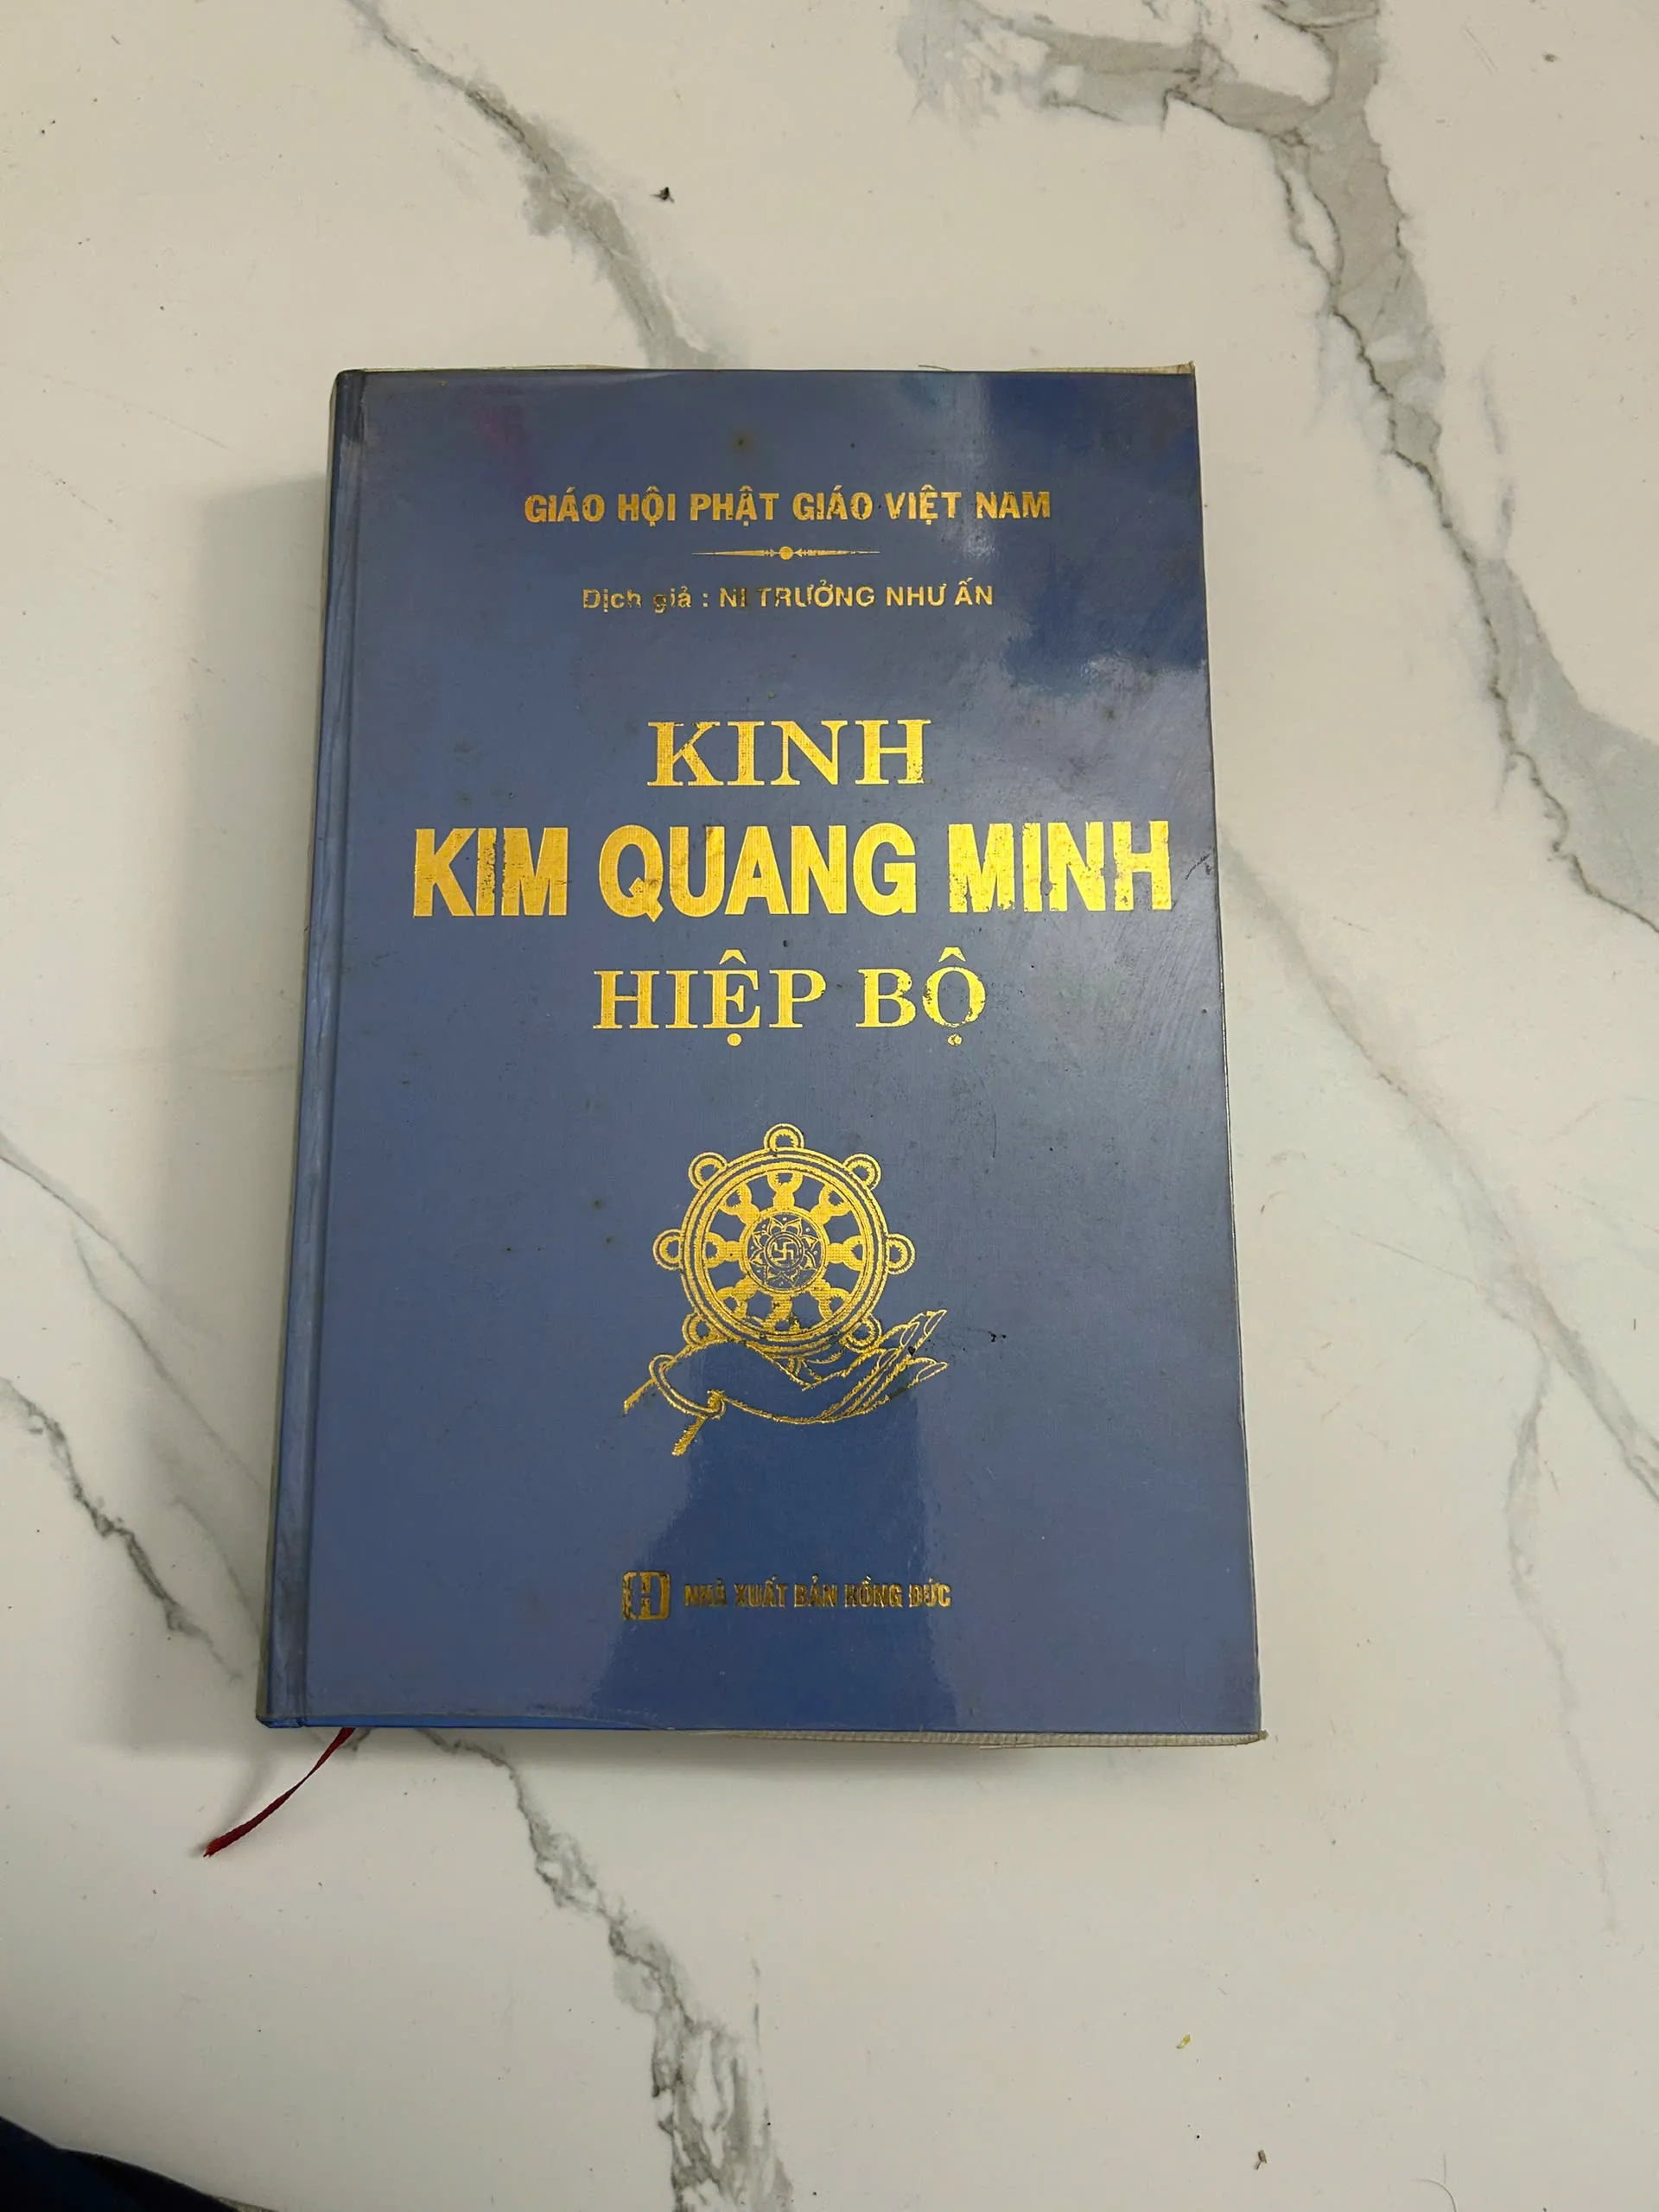 GIÁO HỘI PHẬT GIÁO VIỆT NAM
Dịch giả : NI TRƯỞNG NHƯ ẤN
KINH
KIM QUANG MINH
HIỆP BỘ
NHÀ XUẤT BẢN HỒNG ĐỨC